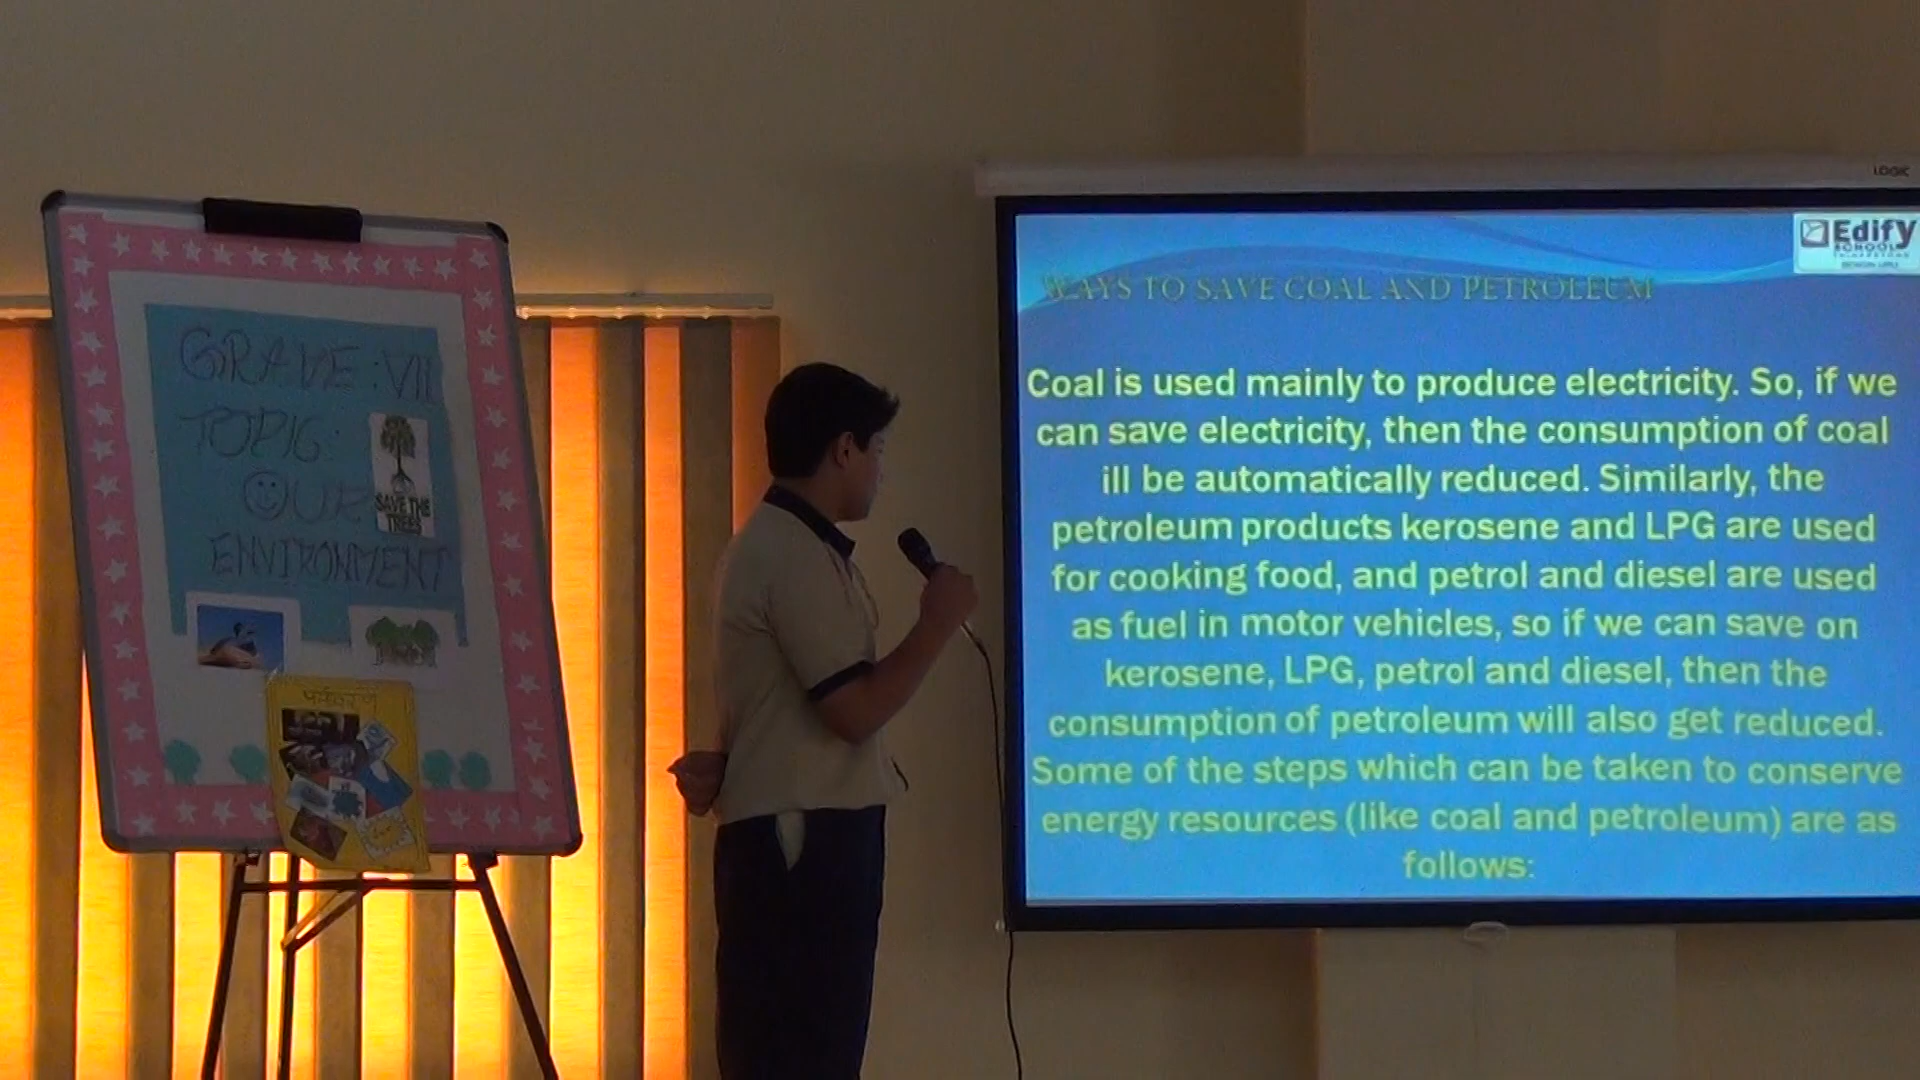 GRADE: VII
TOPIC:
OUR
ENVIRONMENT
SAVE THE
TREES
LOGIC
Edify
SCHOOL
WAYS TO SAVE COAL AND PETROLEUM
Coal is used mainly to produce electricity. So, if we
can save electricity, then the consumption of coal
ill be automatically reduced. Similarly, the
petroleum products kerosene and LPG are used
for cooking food, and petrol and diesel are used
as fuel in motor vehicles, so if we can save on
kerosene, LPG, petrol and diesel, then the
consumption of petroleum will also get reduced.
Some of the steps which can be taken to conserve
energy resources (like coal and petroleum) are as
follows: